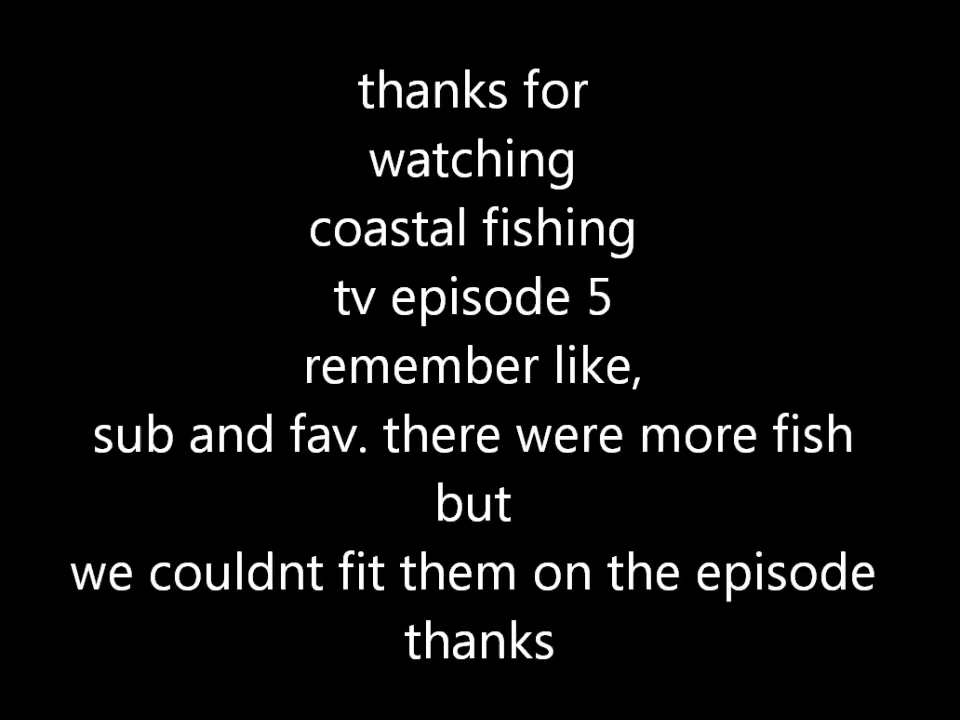 thanks for
watching
coastal fishing
tv episode 5
remember like,
sub and fav. there were more fish
but
we couldnt fit them on the episode
thanks